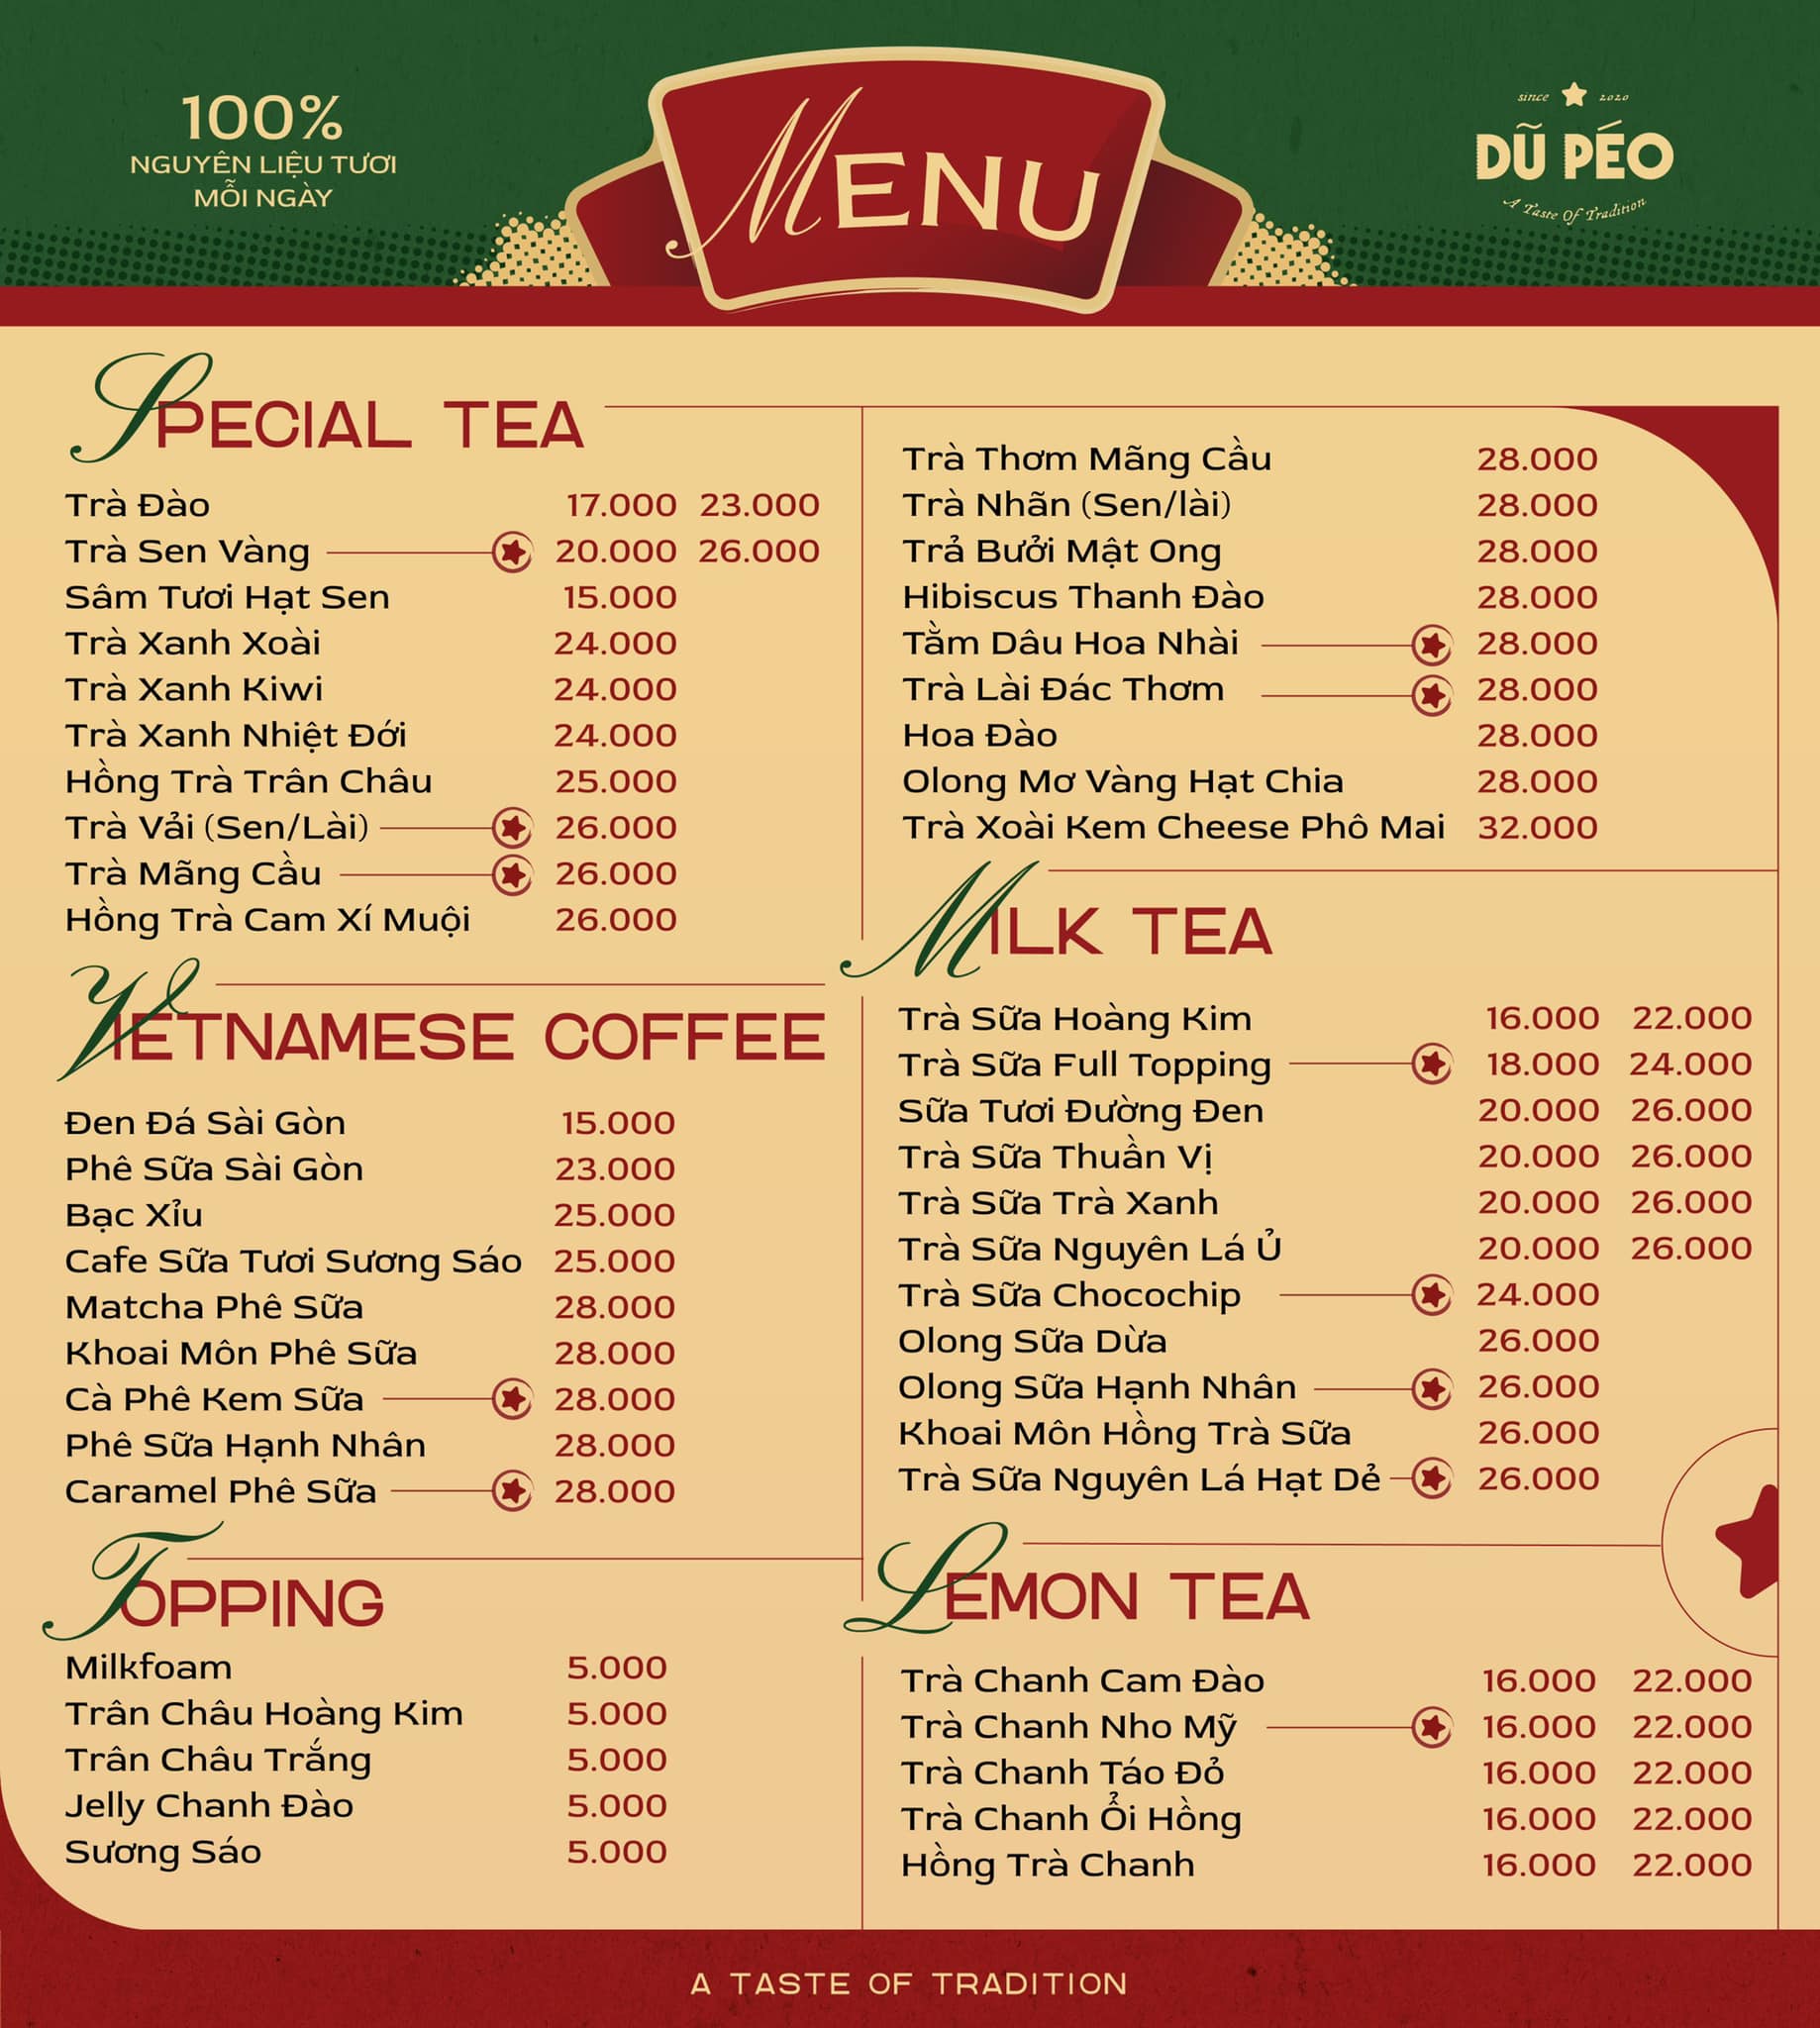 100%
NGUYÊN LIỆU TƯƠI
MỖI NGÀY
MENU
since 2020
DŨ PÉO
A Taste Of Tradition
SPECIAL TEA
Trà Đào 17.000 23.000
Trà Sen Vàng 20.000 26.000
Sâm Tươi Hạt Sen 15.000
Trà Xanh Xoài 24.000
Trà Xanh Kiwi 24.000
Trà Xanh Nhiệt Đới 24.000
Hồng Trà Trân Châu 25.000
Trà Vải (Sen/Lài) 26.000
Trà Mãng Cầu 26.000
Hồng Trà Cam Xí Muội 26.000
Trà Thơm Mãng Cầu 28.000
Trà Nhãn (Sen/lài) 28.000
Trả Bưởi Mật Ong 28.000
Hibiscus Thanh Đào 28.000
Tằm Dâu Hoa Nhài 28.000
Trà Lài Đác Thơm 28.000
Hoa Đào 28.000
Olong Mơ Vàng Hạt Chia 28.000
Trà Xoài Kem Cheese Phô Mai 32.000
VIETNAMESE COFFEE
Đen Đá Sài Gòn 15.000
Phê Sữa Sài Gòn 23.000
Bạc Xỉu 25.000
Cafe Sữa Tươi Sương Sáo 25.000
Matcha Phê Sữa 28.000
Khoai Môn Phê Sữa 28.000
Cà Phê Kem Sữa 28.000
Phê Sữa Hạnh Nhân 28.000
Caramel Phê Sữa 28.000
MILK TEA
Trà Sữa Hoàng Kim 16.000 22.000
Trà Sữa Full Topping 18.000 24.000
Sữa Tươi Đường Đen 20.000 26.000
Trà Sữa Thuần Vị 20.000 26.000
Trà Sữa Trà Xanh 20.000 26.000
Trà Sữa Nguyên Lá Ủ 20.000 26.000
Trà Sữa Chocochip 24.000
Olong Sữa Dừa 26.000
Olong Sữa Hạnh Nhân 26.000
Khoai Môn Hồng Trà Sữa 26.000
Trà Sữa Nguyên Lá Hạt Dẻ 26.000
TOPPING
Milkfoam 5.000
Trân Châu Hoàng Kim 5.000
Trân Châu Trắng 5.000
Jelly Chanh Đào 5.000
Sương Sáo 5.000
LEMON TEA
Trà Chanh Cam Đào 16.000 22.000
Trà Chanh Nho Mỹ 16.000 22.000
Trà Chanh Táo Đỏ 16.000 22.000
Trà Chanh Ổi Hồng 16.000 22.000
Hồng Trà Chanh 16.000 22.000
A TASTE OF TRADITION